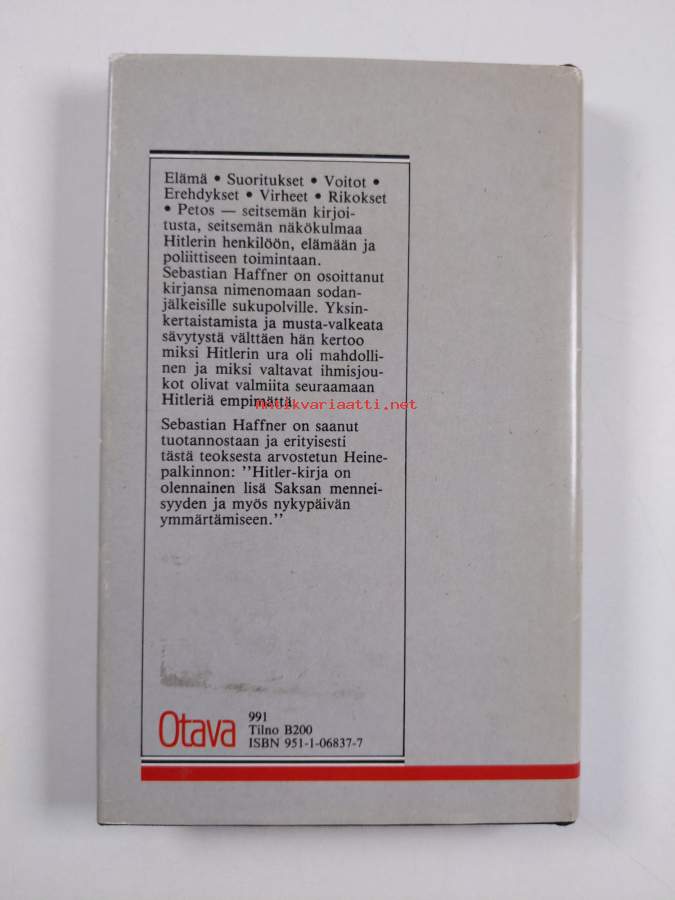 Elämä • Suoritukset • Voitot •
Erehdykset • Virheet • Rikokset
• Petos — seitsemän kirjoi-
tusta, seitsemän näkökulmaa
Hitlerin henkilöön, elämään ja
poliittiseen toimintaan.
Sebastian Haffner on osoittanut
kirjansa nimenomaan sodan-
jälkeisille sukupolville. Yksin-
kertaistamista ja musta-valkeata
sävytystä välttäen hän kertoo
miksi Hitlerin ura oli mahdolli-
nen ja miksi valtavat ihmisjou-
kot olivat valmiita seuraamaan
Hitleriä empimättä.
antikvariaatti.net
Sebastian Haffner on saanut
tuotannostaan ja erityisesti
tästä teoksesta arvostetun Heine-
palkinnon: ”Hitler-kirja on
olennainen lisä Saksan mennei-
syyden ja myös nykypäivän
ymmärtämiseen.”
Otava
991
Tilno B200
ISBN 951-1-06837-7